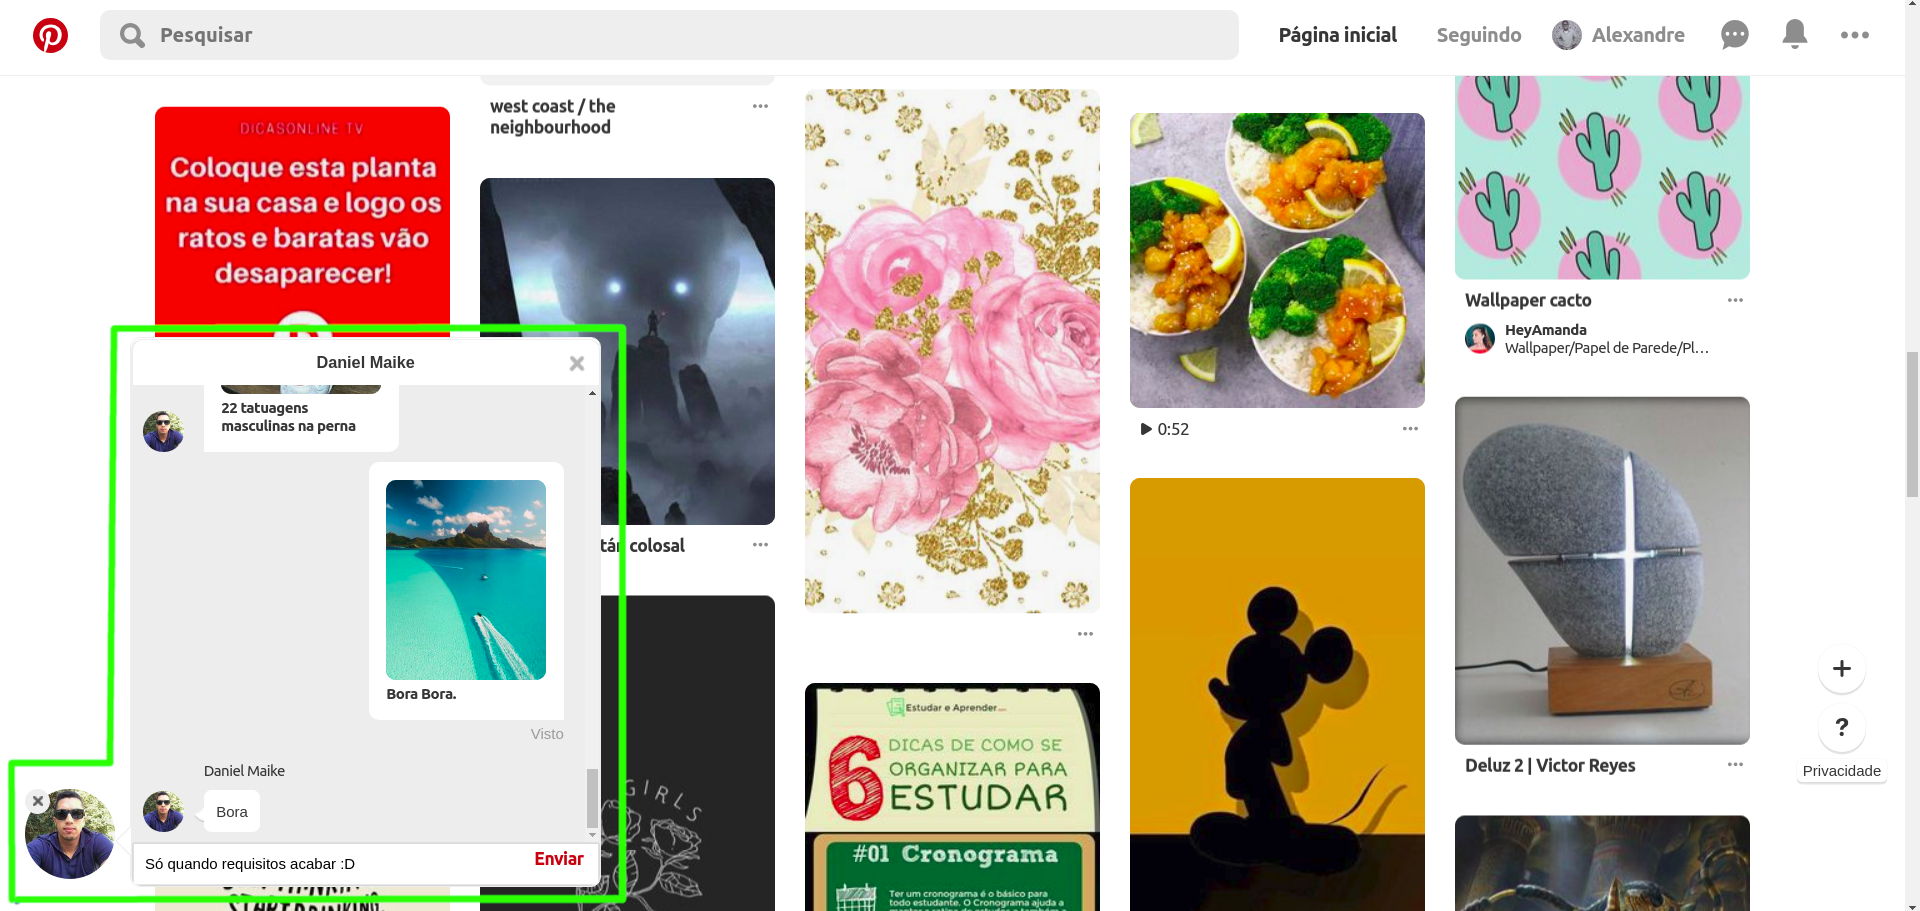 Pesquisar
Página inicial
Seguindo
Alexandre
DICASONLINE TV
Coloque esta planta
na sua casa e logo os
ratos e baratas vão
desaparecer!
west coast / the
neighbourhood
tán colosal
GIRLS
0:52
Estudar e Aprender
6 DICAS DE COMO SE
ORGANIZAR PARA
ESTUDAR
#01 Cronograma
Ter um cronograma é o básico para
todo estudante. O Cronograma ajuda a
Wallpaper cacto
HeyAmanda
Wallpaper/Papel de Parede/Pl...
Deluz 2 | Victor Reyes
+
?
Privacidade
Daniel Maike
22 tatuagens
masculinas na perna
Bora Bora.
Visto
Daniel Maike
Bora
Só quando requisitos acabar :D
Enviar